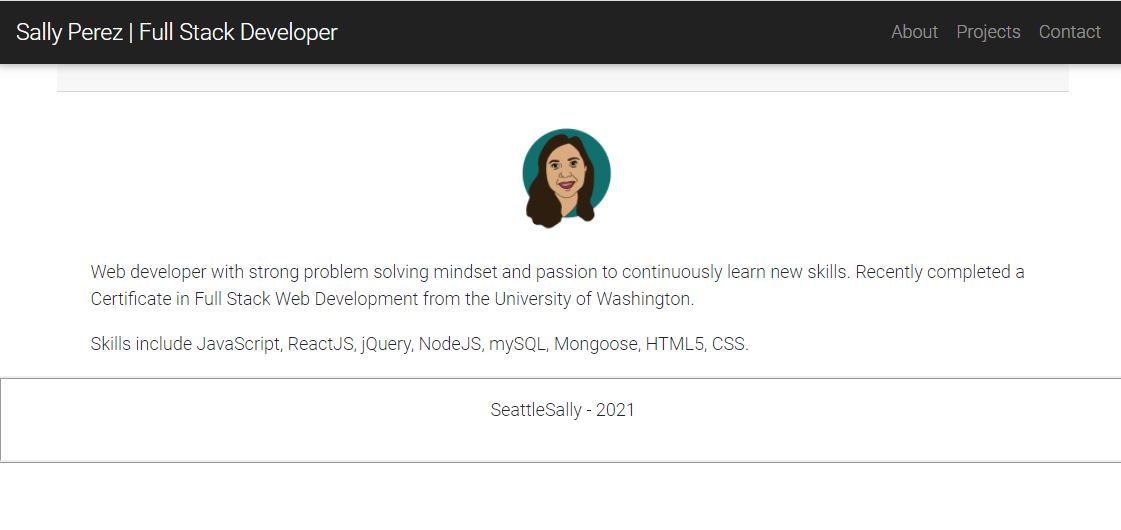 Sally Perez | Full Stack Developer
About Projects Contact
Web developer with strong problem solving mindset and passion to continuously learn new skills. Recently completed a
Certificate in Full Stack Web Development from the University of Washington.
Skills include JavaScript, ReactJS, jQuery, NodeJS, mySQL, Mongoose, HTML5, CSS.
SeattleSally - 2021